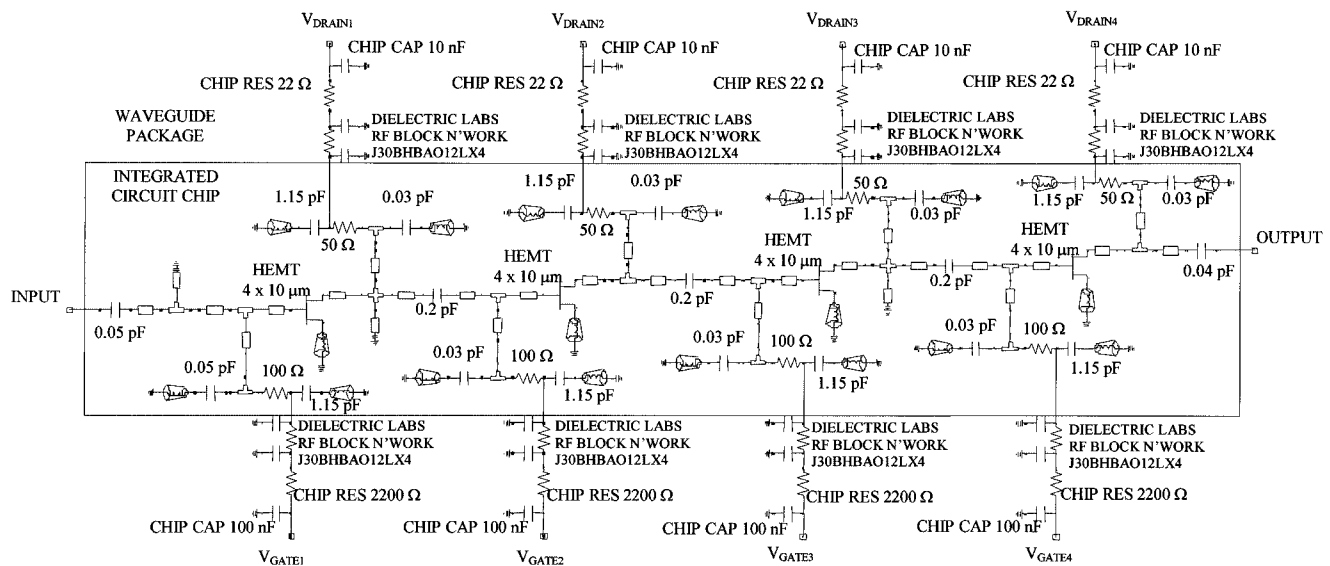 V_DRAIN1
V_DRAIN2
V_DRAIN3
V_DRAIN4
CHIP CAP 10 nF
CHIP CAP 10 nF
CHIP CAP 10 nF
CHIP CAP 10 nF
CHIP RES 22 Ω
CHIP RES 22 Ω
CHIP RES 22 Ω
CHIP RES 22 Ω
WAVEGUIDE
PACKAGE
DIELECTRIC LABS
RF BLOCK N'WORK
J30BHBAO12LX4
DIELECTRIC LABS
RF BLOCK N'WORK
J30BHBAO12LX4
DIELECTRIC LABS
RF BLOCK N'WORK
J30BHBAO12LX4
DIELECTRIC LABS
RF BLOCK N'WORK
J30BHBAO12LX4
INTEGRATED
CIRCUIT CHIP
1.15 pF
0.03 pF
50 Ω
1.15 pF
0.03 pF
50 Ω
50 Ω
1.15 pF
0.03 pF
1.15 pF
50 Ω
0.03 pF
HEMT
4 x 10 µm
HEMT
4 x 10 µm
HEMT
4 x 10 µm
HEMT
4 x 10 µm
INPUT
OUTPUT
0.05 pF
0.2 pF
0.2 pF
0.2 pF
0.04 pF
0.05 pF
100 Ω
1.15 pF
0.03 pF
100 Ω
1.15 pF
0.03 pF
100 Ω
1.15 pF
0.03 pF
100 Ω
1.15 pF
DIELECTRIC LABS
RF BLOCK N'WORK
J30BHBAO12LX4
DIELECTRIC LABS
RF BLOCK N'WORK
J30BHBAO12LX4
DIELECTRIC LABS
RF BLOCK N'WORK
J30BHBAO12LX4
DIELECTRIC LABS
RF BLOCK N'WORK
J30BHBAO12LX4
CHIP RES 2200 Ω
CHIP RES 2200 Ω
CHIP RES 2200 Ω
CHIP RES 2200 Ω
CHIP CAP 100 nF
CHIP CAP 100 nF
CHIP CAP 100 nF
CHIP CAP 100 nF
V_GATE1
V_GATE2
V_GATE3
V_GATE4